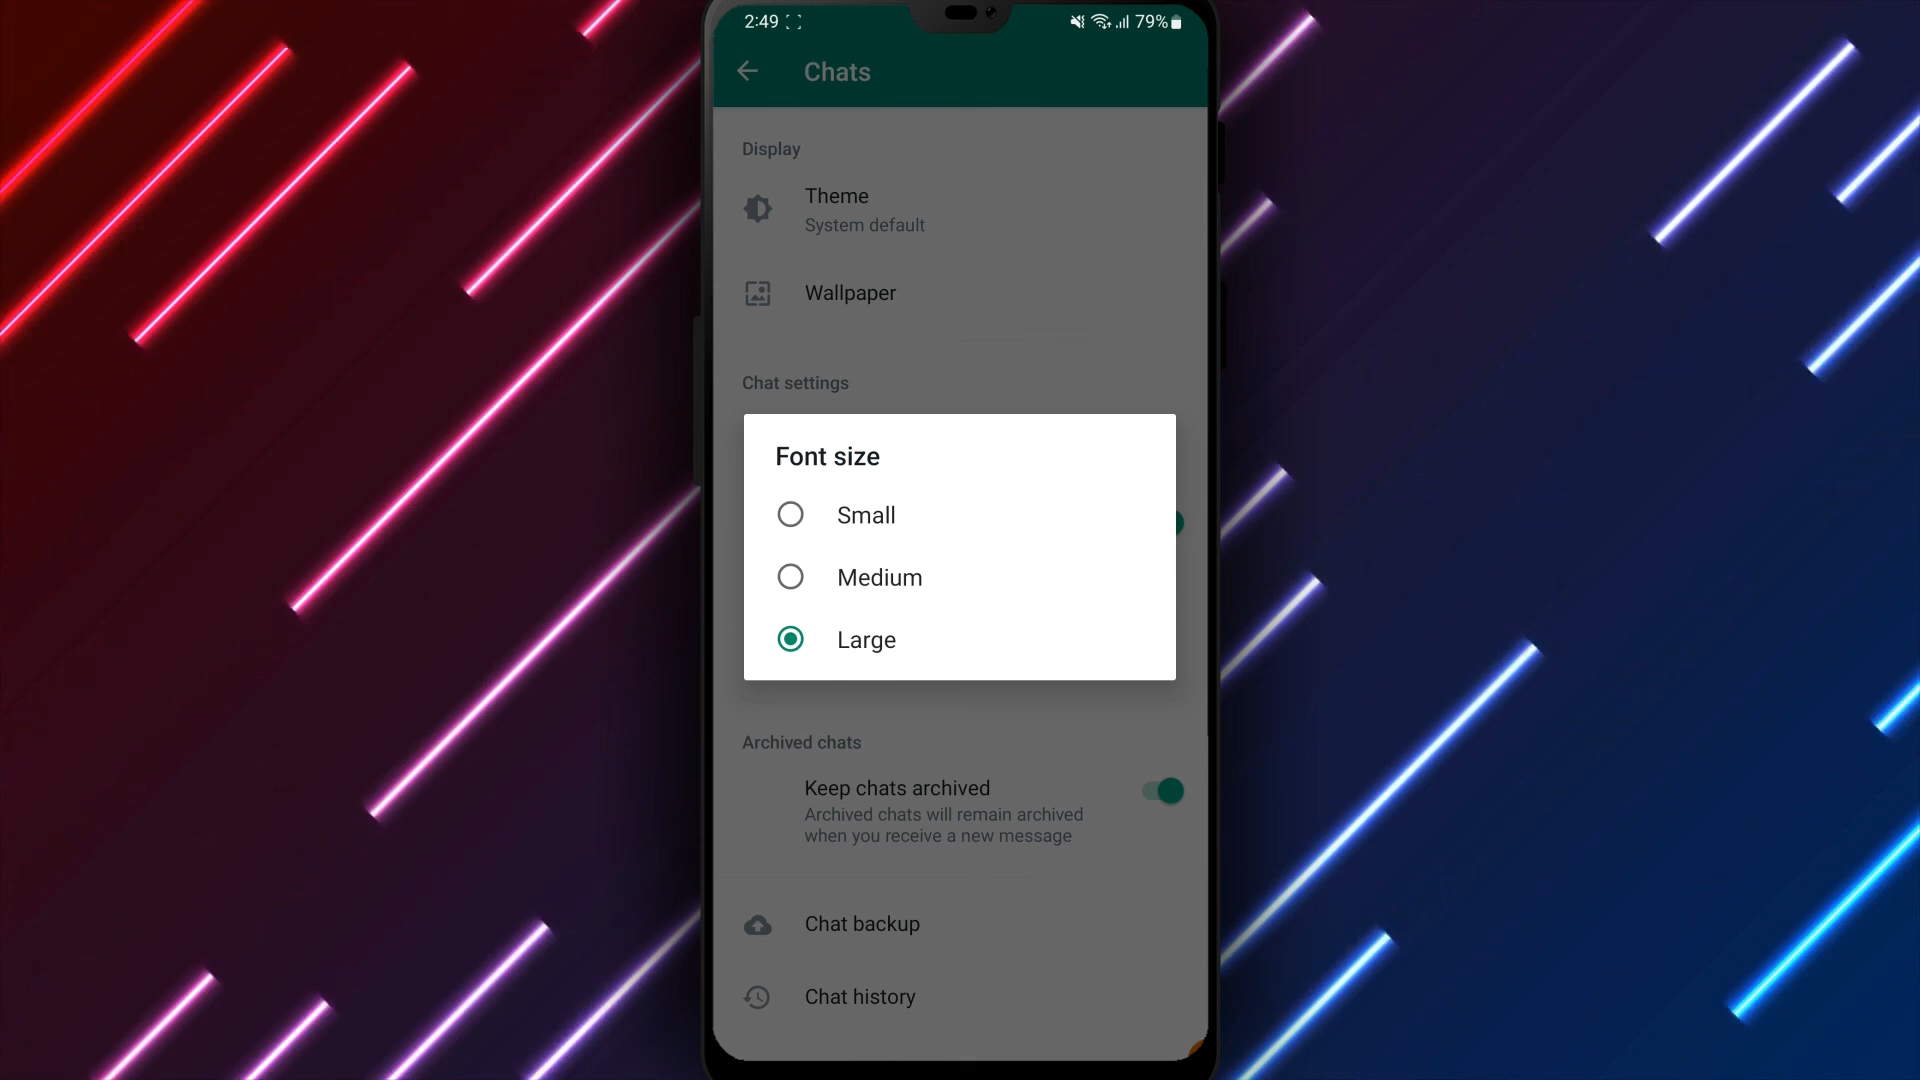 2:49 79%
Chats
Display
Theme
System default
Wallpaper
Chat settings
Font size
Small
Medium
Large
Archived chats
Keep chats archived
Archived chats will remain archived
when you receive a new message
Chat backup
Chat history